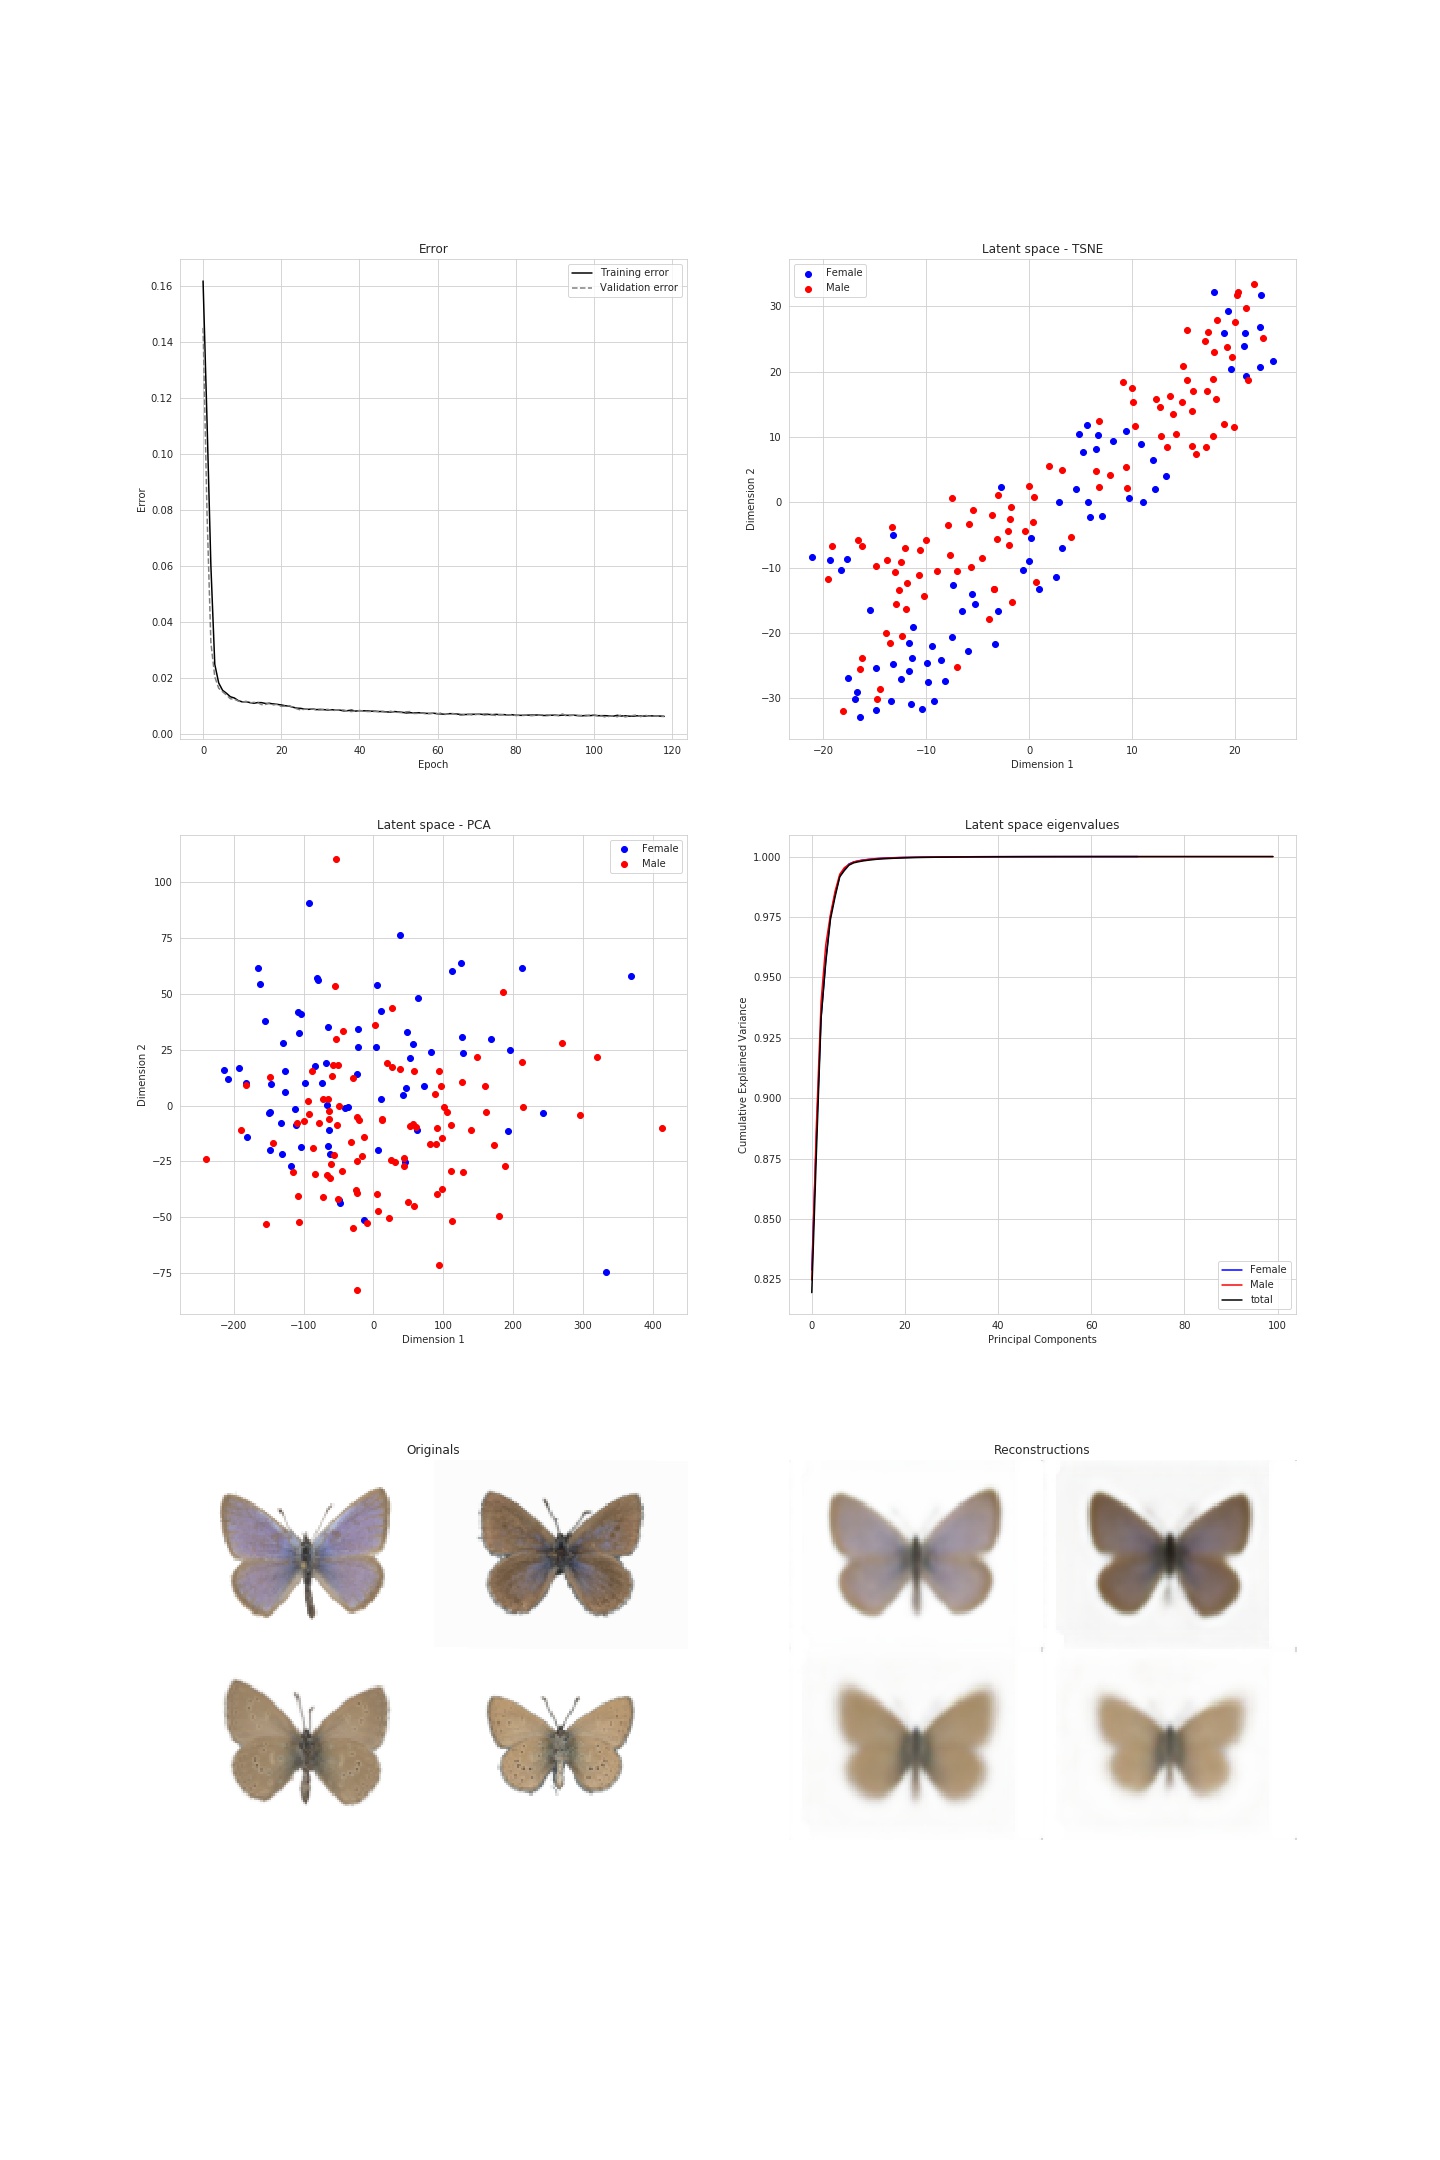 Error
Training error
Validation error
0.16
0.14
0.12
0.10
0.08
0.06
0.04
0.02
0.00
Error
0 20 40 60 80 100 120
Epoch
Latent space - TSNE
Female
Male
30
20
10
0
−10
−20
−30
Dimension 2
−20 −10 0 10 20
Dimension 1
Latent space - PCA
Female
Male
100
75
50
25
0
−25
−50
−75
Dimension 2
−200 −100 0 100 200 300 400
Dimension 1
Latent space eigenvalues
1.000
0.975
0.950
0.925
0.900
0.875
0.850
0.825
Cumulative Explained Variance
Female
Male
total
0 20 40 60 80 100
Principal Components
Originals
Reconstructions